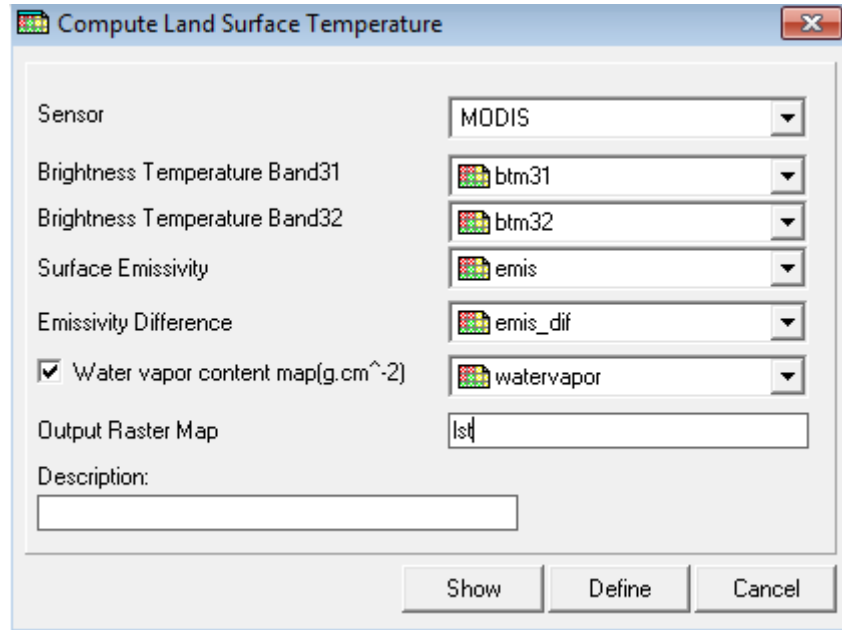 Compute Land Surface Temperature
Sensor MODIS
Brightness Temperature Band31 btm31
Brightness Temperature Band32 btm32
Surface Emissivity emis
Emissivity Difference emis_dif
Water vapor content map(g.cm^-2) watervapor
Output Raster Map lst
Description:
Show Define Cancel